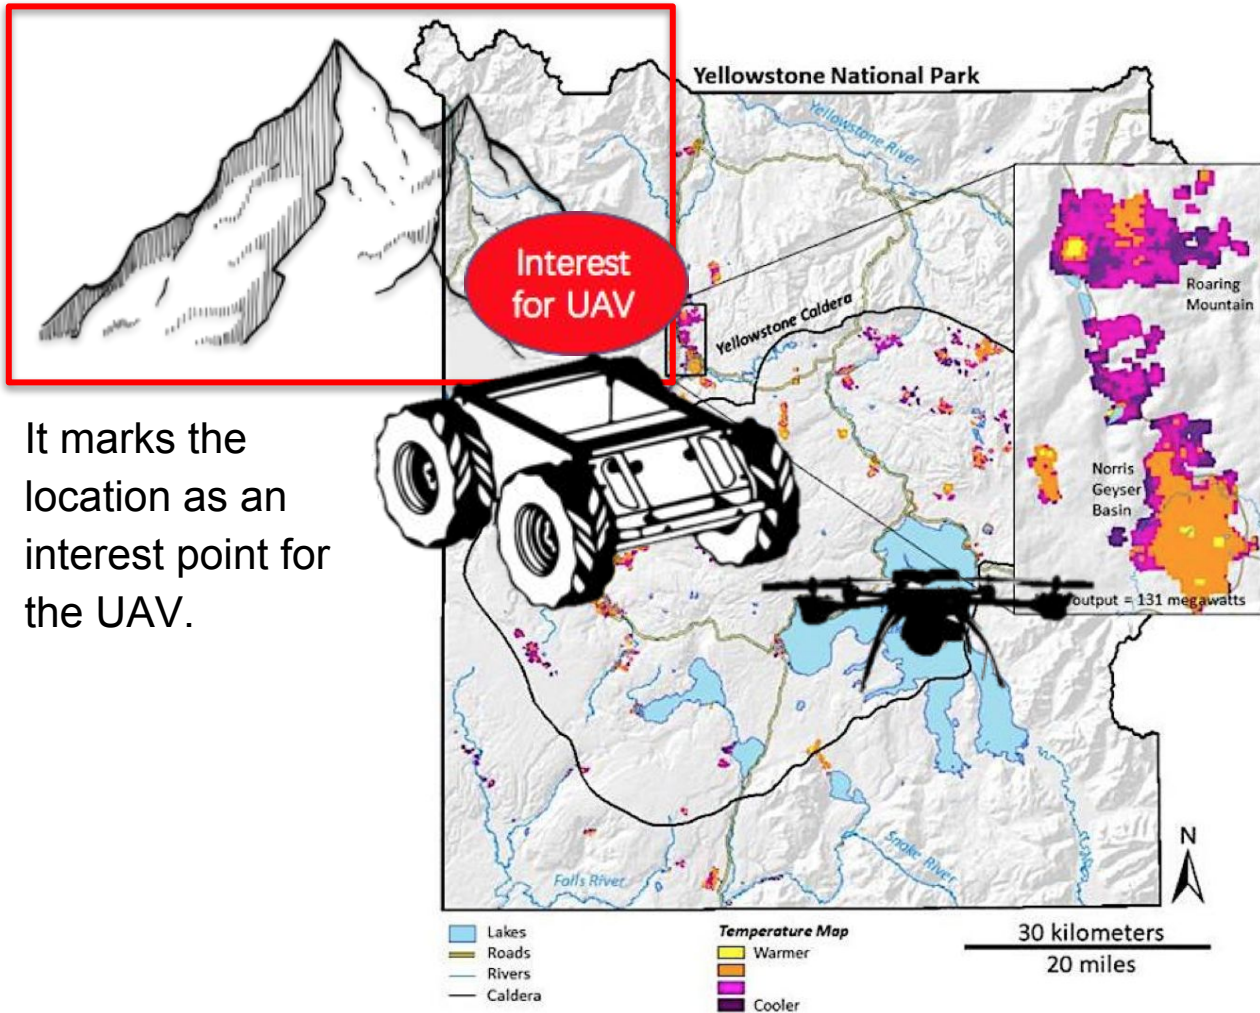 Yellowstone National Park
Yellowstone
River
Interest
for UAV
Yellowstone Caldera
Roaring
Mountain
Norris
Geyser
Basin
output = 131 megawatts
It marks the
location as an
interest point for
the UAV.
Falls River
Snake River
N
Lakes
Roads
Rivers
Caldera
Temperature Map
Warmer
Cooler
30 kilometers
20 miles